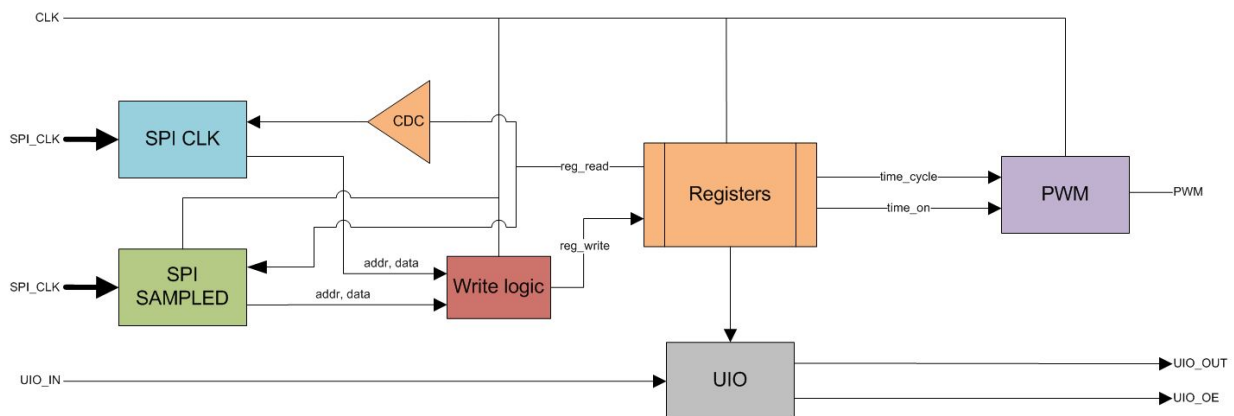 CLK
CDC
SPI_CLK
SPI CLK
reg_read
Registers
time_cycle
PWM
PWM
time_on
reg_write
SPI_CLK
SPI
SAMPLED
addr, data
Write logic
addr, data
UIO_IN
UIO
UIO_OUT
UIO_OE